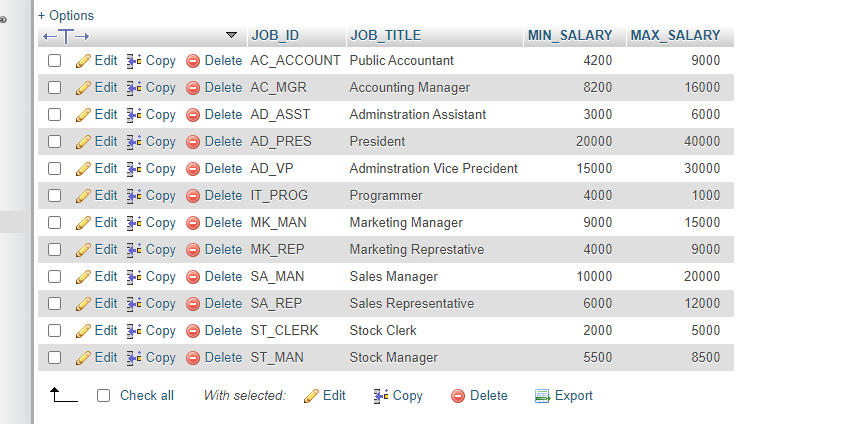 + Options
←T→ ▼ JOB_ID JOB_TITLE MIN_SALARY MAX_SALARY
Edit Copy Delete AC_ACCOUNT Public Accountant 4200 9000
Edit Copy Delete AC_MGR Accounting Manager 8200 16000
Edit Copy Delete AD_ASST Adminstration Assistant 3000 6000
Edit Copy Delete AD_PRES President 20000 40000
Edit Copy Delete AD_VP Adminstration Vice Precident 15000 30000
Edit Copy Delete IT_PROG Programmer 4000 1000
Edit Copy Delete MK_MAN Marketing Manager 9000 15000
Edit Copy Delete MK_REP Marketing Represtative 4000 9000
Edit Copy Delete SA_MAN Sales Manager 10000 20000
Edit Copy Delete SA_REP Sales Representative 6000 12000
Edit Copy Delete ST_CLERK Stock Clerk 2000 5000
Edit Copy Delete ST_MAN Stock Manager 5500 8500
Check all With selected: Edit Copy Delete Export